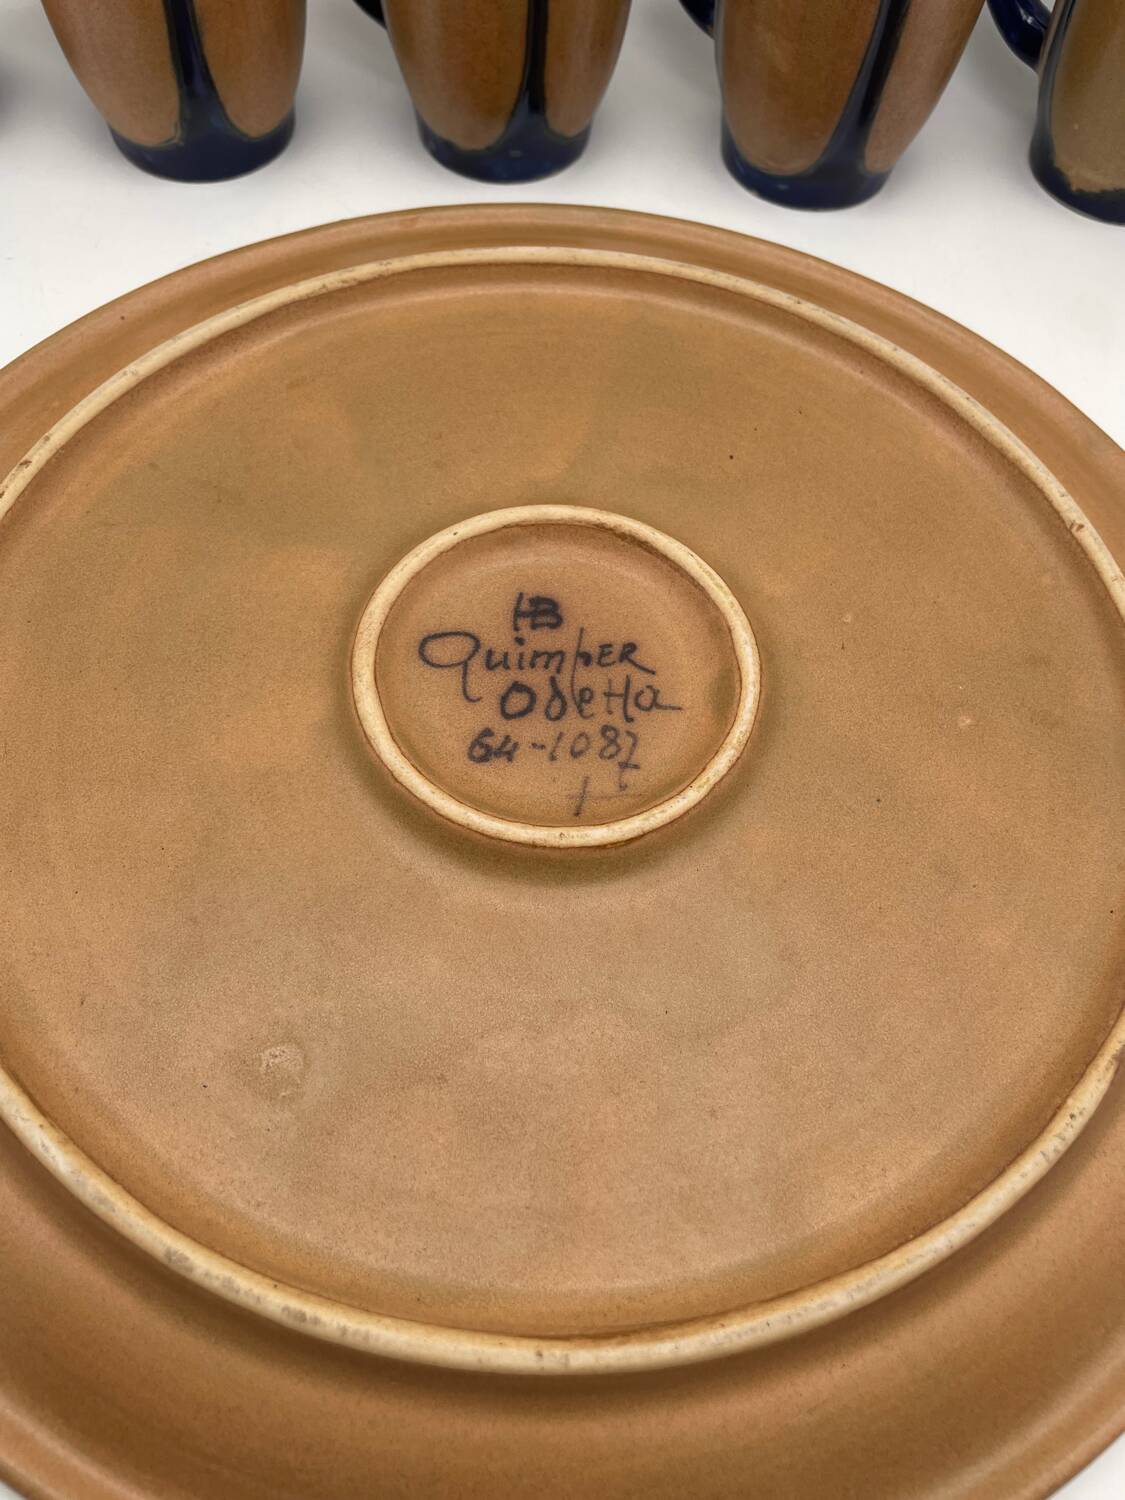 HB
Quimper
Odetta
64-1087